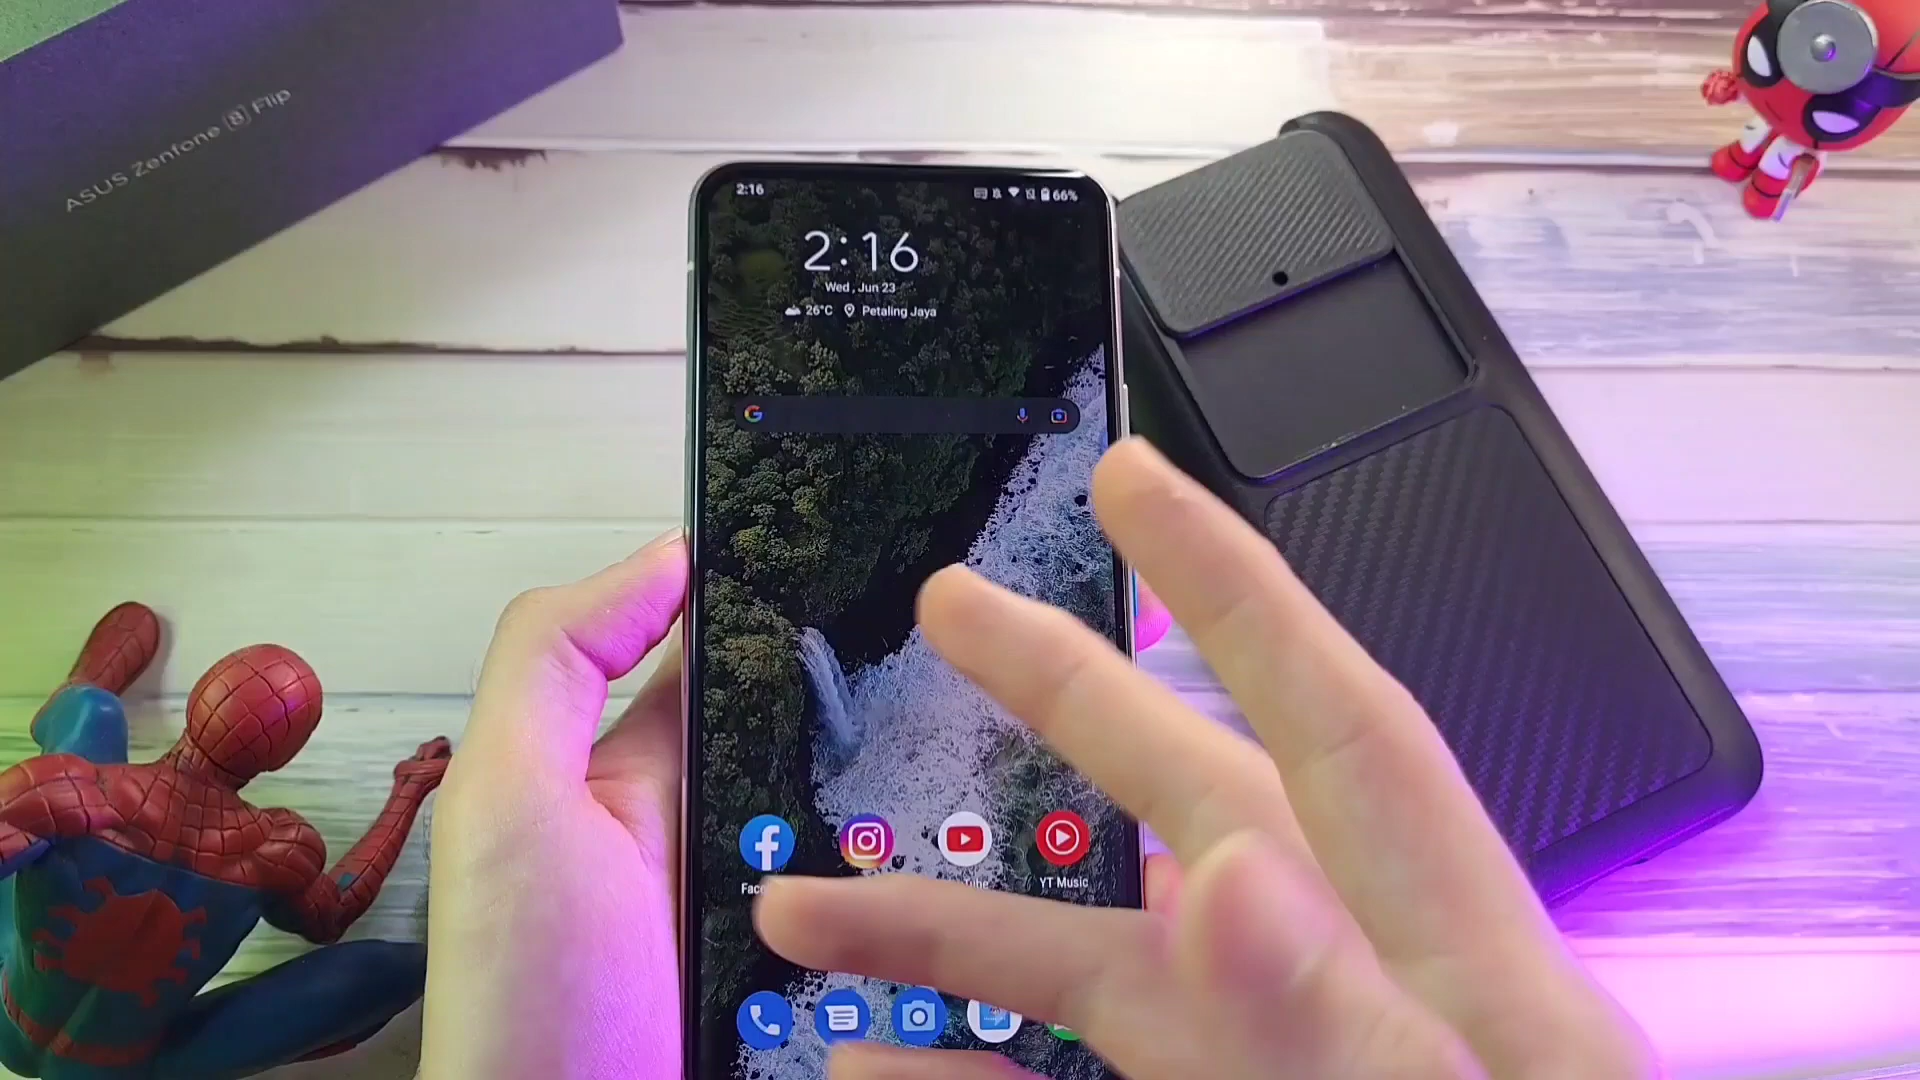 ASUS Zenfone [8] Flip
2:16
66%
2:16
Wed, Jun 23
26°C Petaling Jaya
YT Music